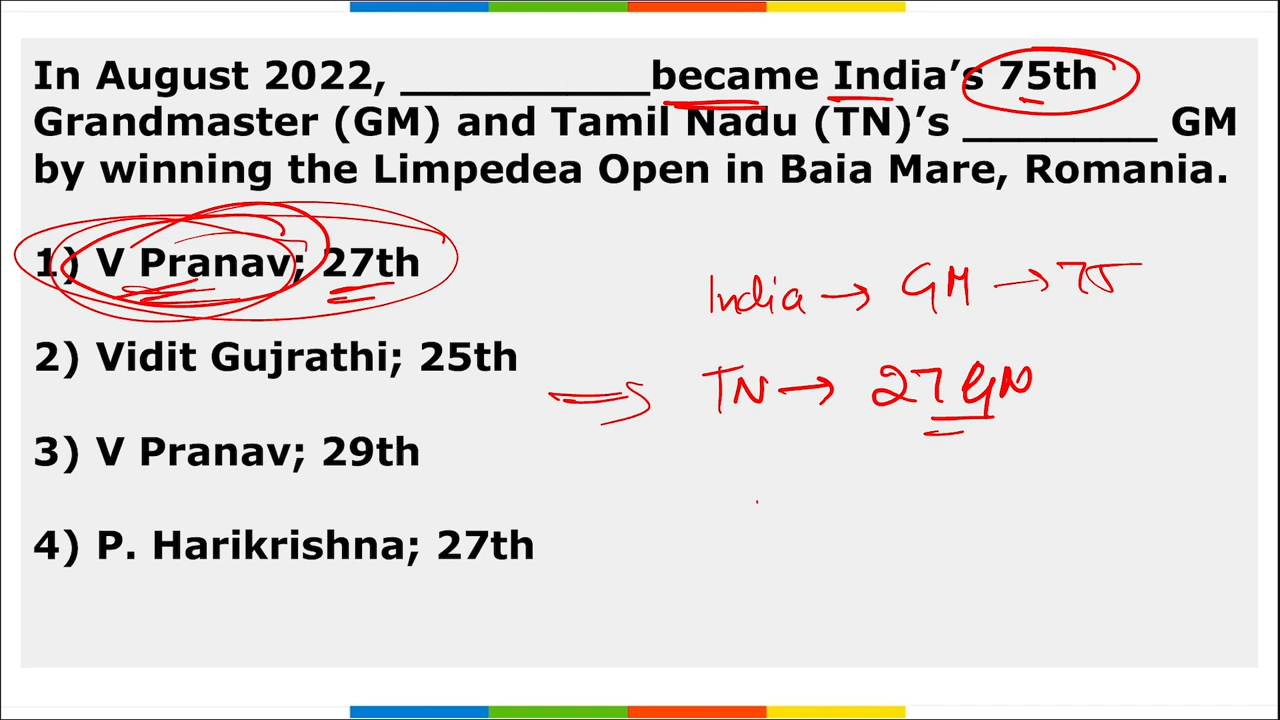 In August 2022, __________became India's 75th
Grandmaster (GM) and Tamil Nadu (TN)'s ________ GM
by winning the Limpedea Open in Baia Mare, Romania.
1) V Pranav; 27th
India → GM → 75
2) Vidit Gujrathi; 25th
⇒ TN → 27 GM
3) V Pranav; 29th
4) P. Harikrishna; 27th